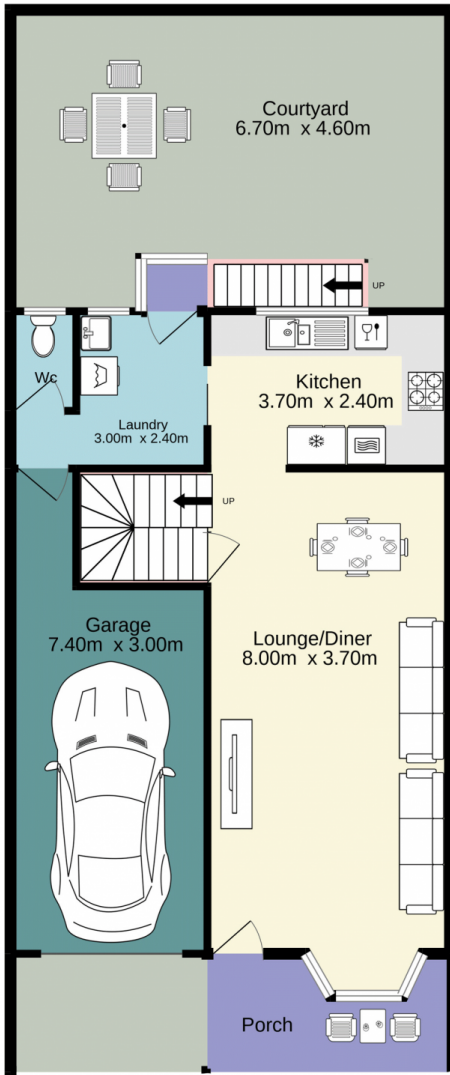 Courtyard
6.70m x 4.60m
UP
Wc
Kitchen
3.70m x 2.40m
Laundry
3.00m x 2.40m
UP
Garage
7.40m x 3.00m
Lounge/Diner
8.00m x 3.70m
Porch